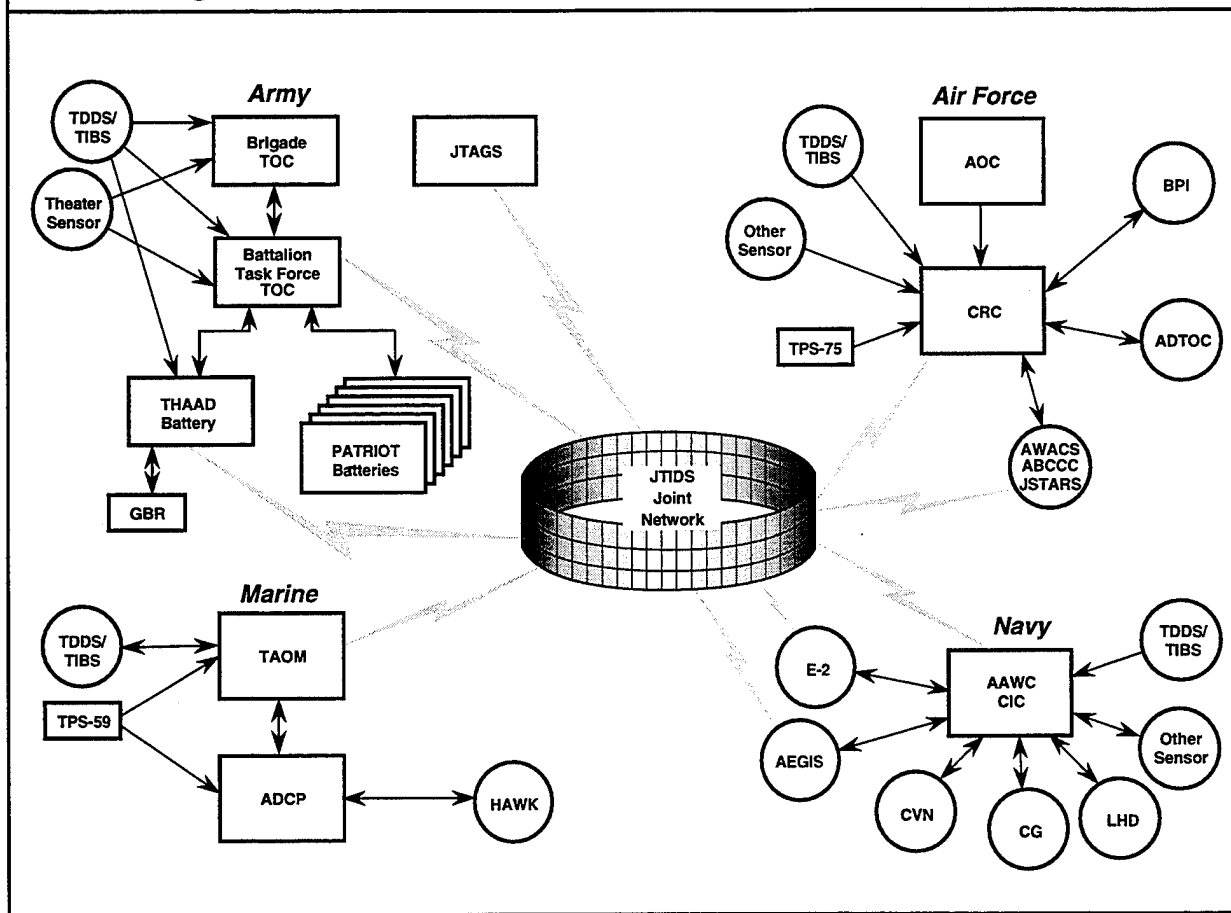 Army
TDDS/
TIBS
Brigade
TOC
Theater
Sensor
Battalion
Task Force
TOC
THAAD
Battery
PATRIOT
Batteries
GBR
JTAGS
Air Force
TDDS/
TIBS
AOC
BPI
Other
Sensor
CRC
TPS-75
ADTOC
AWACS
ABCCC
JSTARS
JTIDS
Joint
Network
Marine
TDDS/
TIBS
TAOM
TPS-59
ADCP
HAWK
Navy
E-2
AAWC
CIC
TDDS/
TIBS
AEGIS
Other
Sensor
CVN
CG
LHD